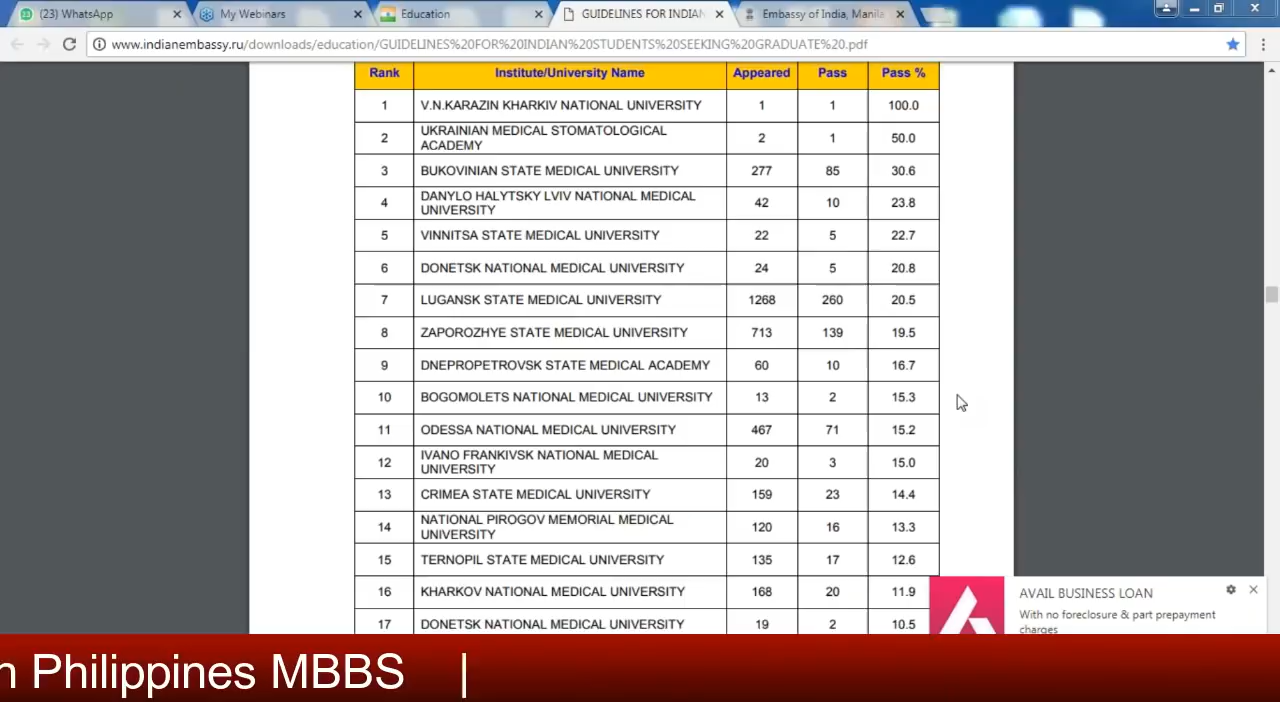 (23) WhatsApp
My Webinars
Education
GUIDELINES FOR INDIAN
Embassy of India, Manila
www.indianembassy.ru/downloads/education/GUIDELINES%20FOR%20INDIAN%20STUDENTS%20SEEKING%20GRADUATE%20.pdf
Rank Institute/University Name Appeared Pass Pass %
1 V.N.KARAZIN KHARKIV NATIONAL UNIVERSITY 1 1 100.0
2 UKRAINIAN MEDICAL STOMATOLOGICAL
ACADEMY 2 1 50.0
3 BUKOVINIAN STATE MEDICAL UNIVERSITY 277 85 30.6
4 DANYLO HALYTSKY LVIV NATIONAL MEDICAL
UNIVERSITY 42 10 23.8
5 VINNITSA STATE MEDICAL UNIVERSITY 22 5 22.7
6 DONETSK NATIONAL MEDICAL UNIVERSITY 24 5 20.8
7 LUGANSK STATE MEDICAL UNIVERSITY 1268 260 20.5
8 ZAPOROZHYE STATE MEDICAL UNIVERSITY 713 139 19.5
9 DNEPROPETROVSK STATE MEDICAL ACADEMY 60 10 16.7
10 BOGOMOLETS NATIONAL MEDICAL UNIVERSITY 13 2 15.3
11 ODESSA NATIONAL MEDICAL UNIVERSITY 467 71 15.2
12 IVANO FRANKIVSK NATIONAL MEDICAL
UNIVERSITY 20 3 15.0
13 CRIMEA STATE MEDICAL UNIVERSITY 159 23 14.4
14 NATIONAL PIROGOV MEMORIAL MEDICAL
UNIVERSITY 120 16 13.3
15 TERNOPIL STATE MEDICAL UNIVERSITY 135 17 12.6
16 KHARKOV NATIONAL MEDICAL UNIVERSITY 168 20 11.9
17 DONETSK NATIONAL MEDICAL UNIVERSITY 19 2 10.5
AVAIL BUSINESS LOAN
With no foreclosure & part prepayment
charges
n Philippines MBBS |